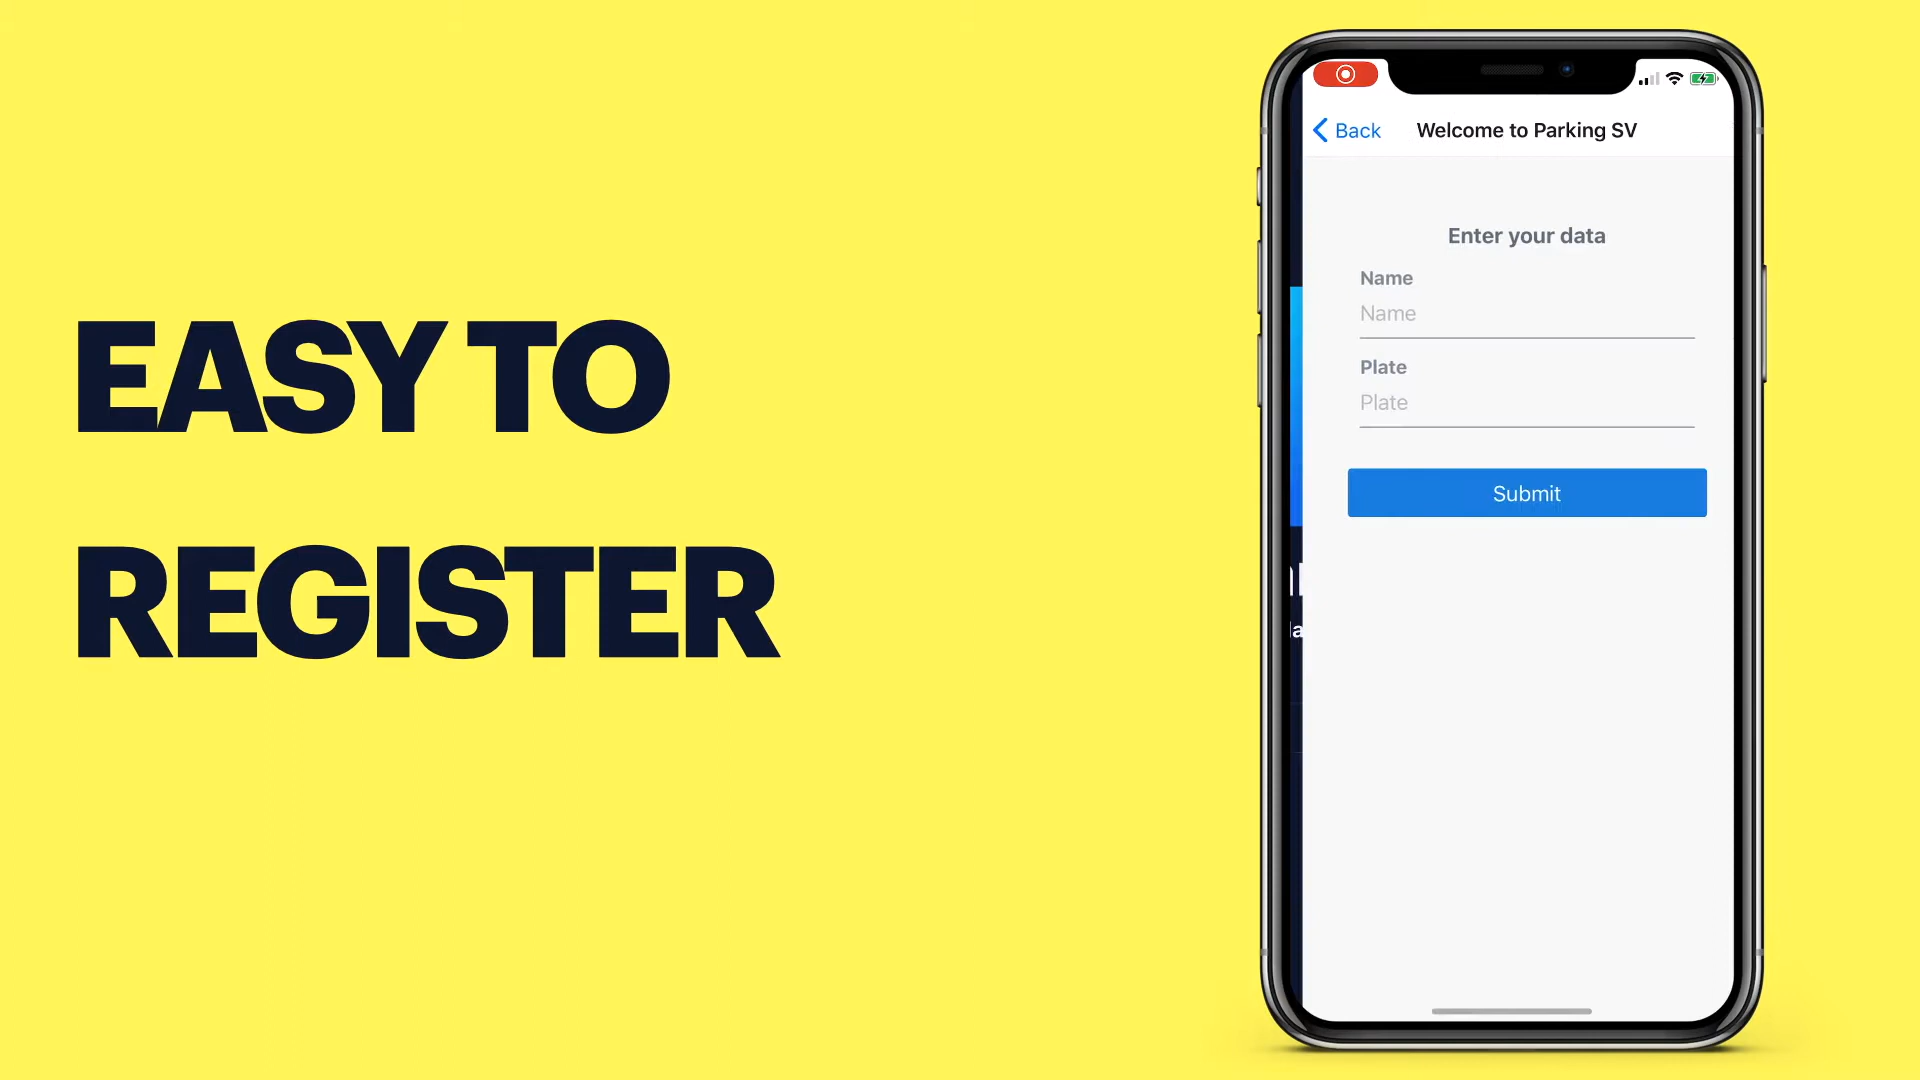 EASY TO
REGISTER
Back
Welcome to Parking SV
Enter your data
Name
Name
Plate
Plate
Submit